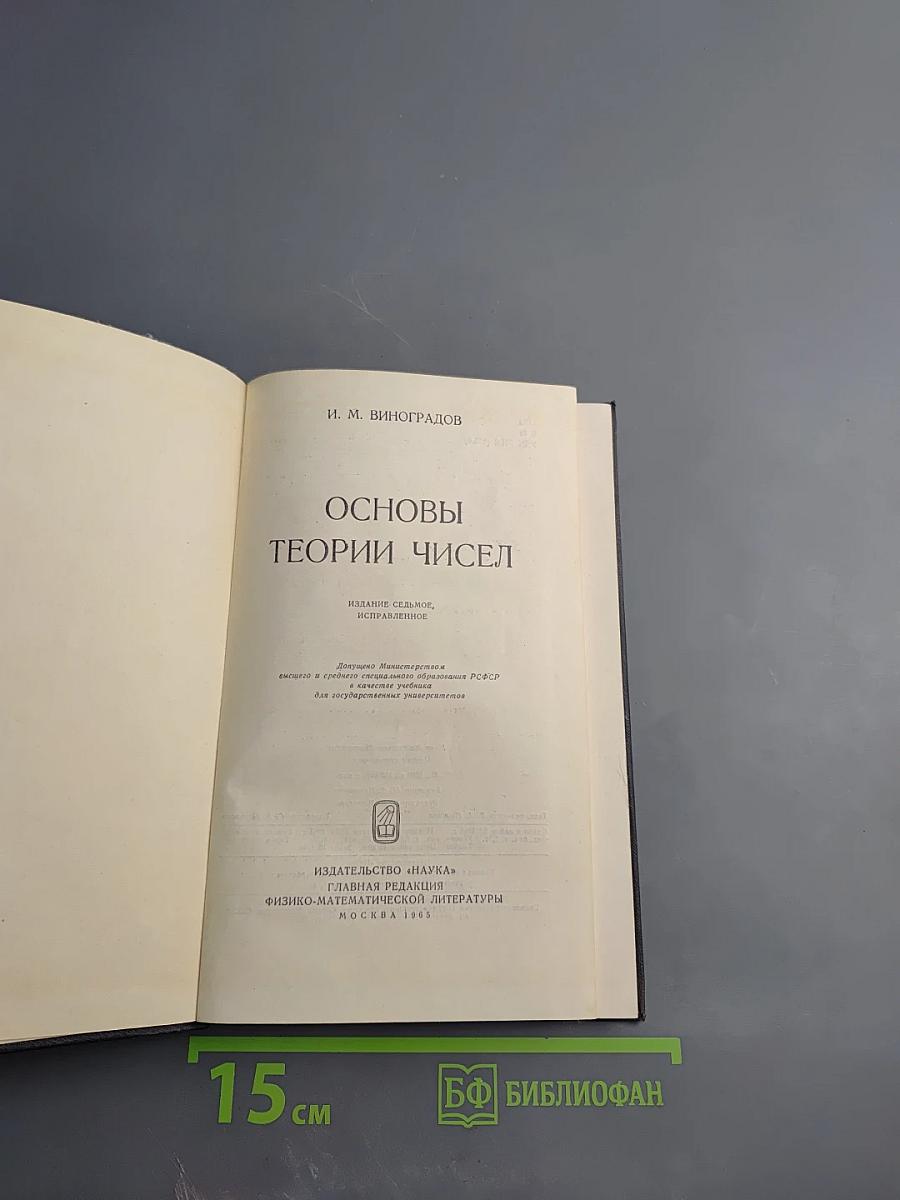 И. М. ВИНОГРАДОВ
ОСНОВЫ
ТЕОРИИ ЧИСЕЛ
ИЗДАНИЕ СЕДЬМОЕ,
ИСПРАВЛЕННОЕ
Допущено Министерством
высшего и среднего специального образования РСФСР
в качестве учебника
для государственных университетов
ИЗДАТЕЛЬСТВО «НАУКА»
ГЛАВНАЯ РЕДАКЦИЯ
ФИЗИКО-МАТЕМАТИЧЕСКОЙ ЛИТЕРАТУРЫ
МОСКВА 1965
15 см
БФ БИБЛИОФАН